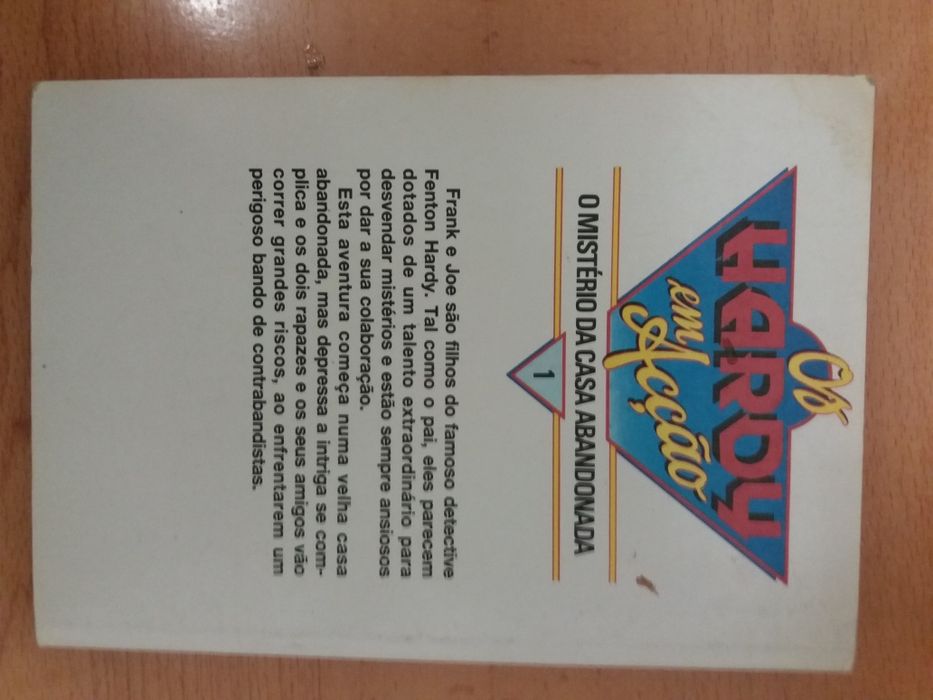 Os
HARDY
em
Acção
O MISTÉRIO DA CASA ABANDONADA
1
Frank e Joe são filhos do famoso detective
Fenton Hardy. Tal como o pai, eles parecem
dotados de um talento extraordinário para
desvendar mistérios e estão sempre ansiosos
por dar a sua colaboração.
Esta aventura começa numa velha casa
abandonada, mas depressa a intriga se com-
plica e os dois rapazes e os seus amigos vão
correr grandes riscos, ao enfrentarem um
perigoso bando de contrabandistas.